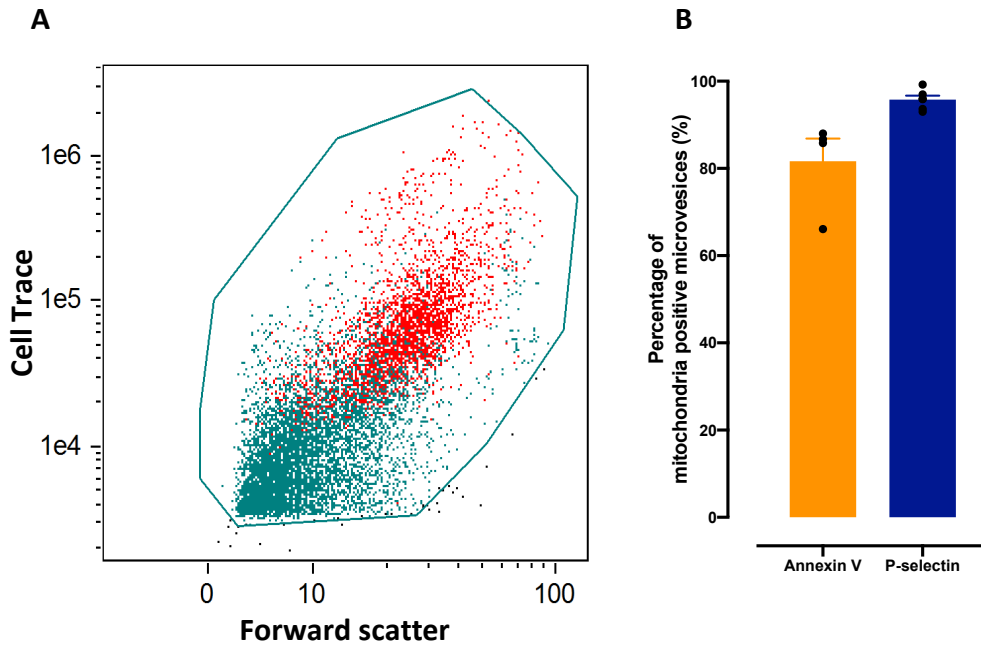 A
B
Cell Trace
1e6
1e5
1e4
0
10
100
Forward scatter
Percentage of
mitochondria positive microvesices (%)
100
80
60
40
20
0
Annexin V
P-selectin